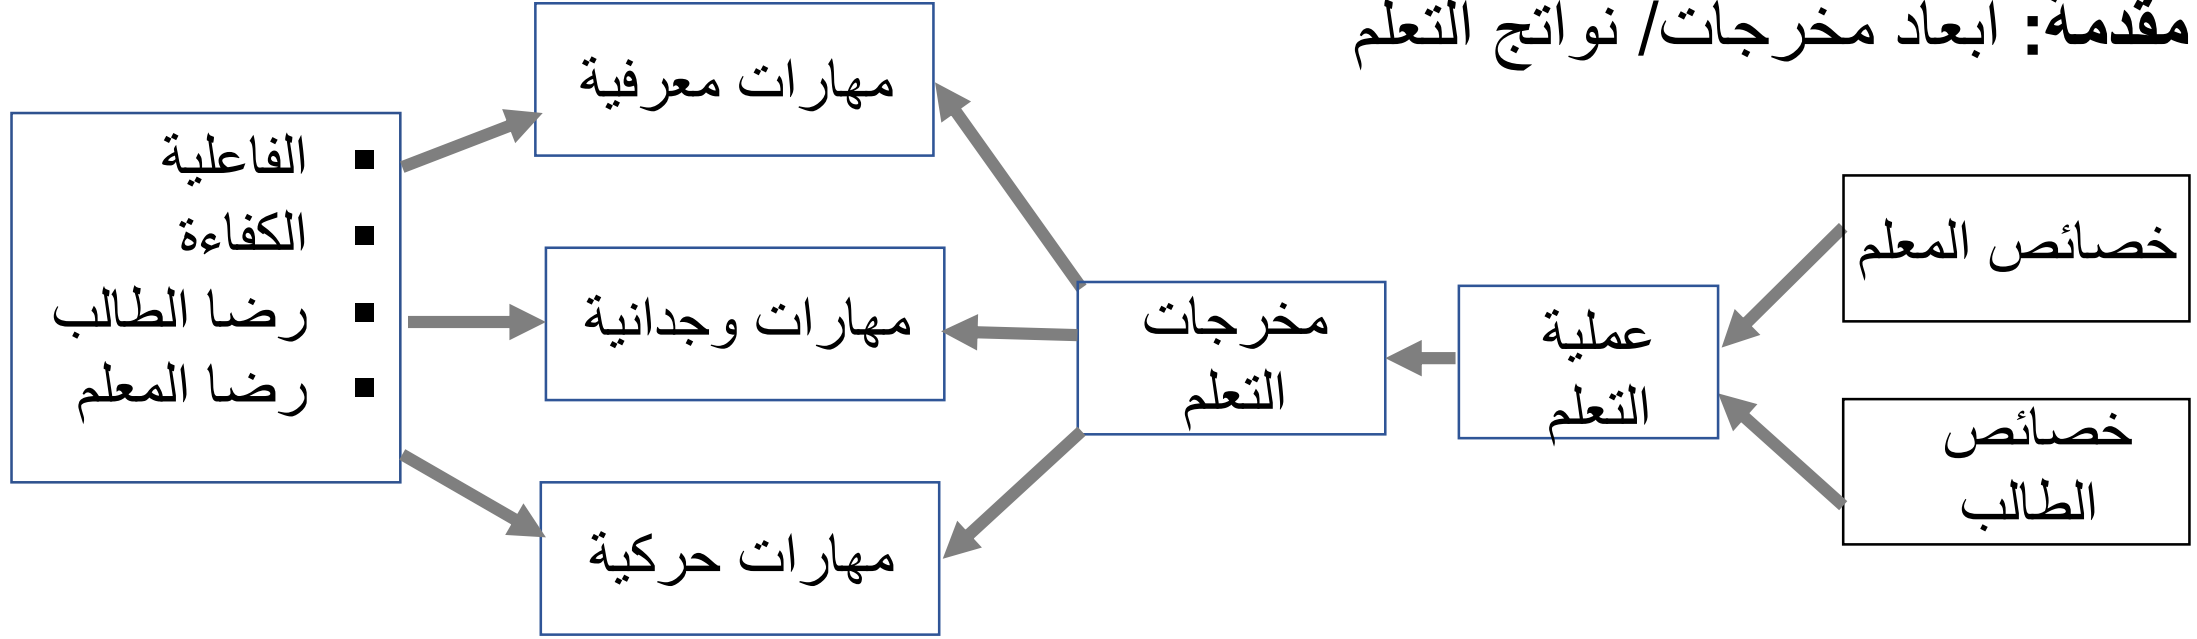 مقدمة: ابعاد مخرجات/ نواتج التعلم
خصائص المعلم
خصائص
الطالب
عملية
التعلم
مخرجات
التعلم
مهارات معرفية
مهارات وجدانية
مهارات حركية
▪ الفاعلية
▪ الكفاءة
▪ رضا الطالب
▪ رضا المعلم